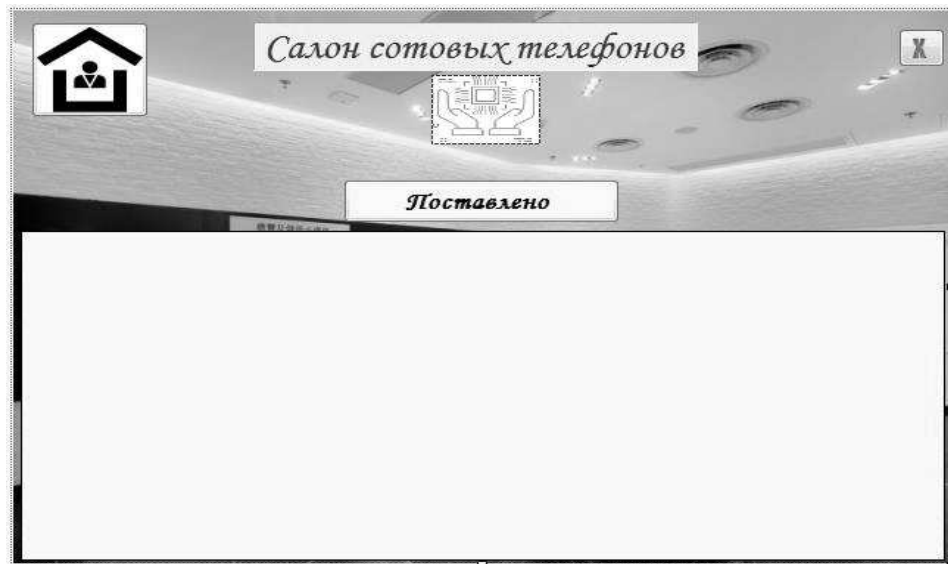 Салон сотовых телефонов
X
Поставлено